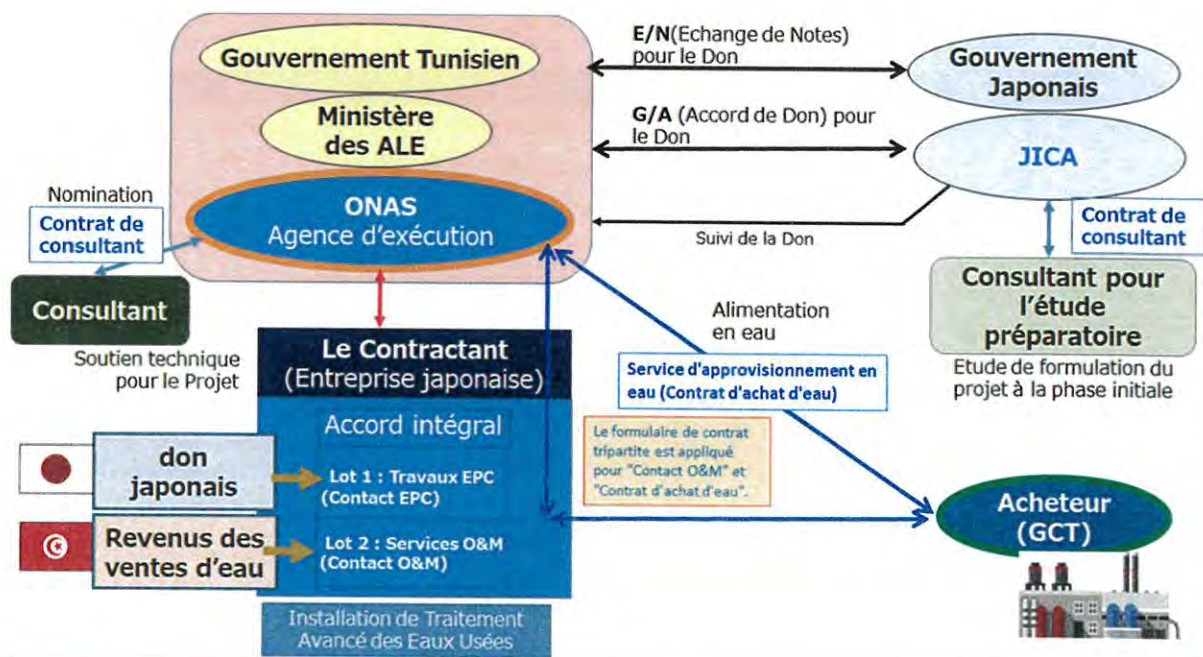 Gouvernement Tunisien
Ministère
des ALE
ONAS
Agence d'exécution
E/N(Echange de Notes)
pour le Don
G/A (Accord de Don) pour
le Don
Suivi de la Don
Gouvernement
Japonais
JICA
Contrat de
consultant
Consultant pour
l'étude
préparatoire
Etude de formulation du
projet à la phase initiale
Nomination
Contrat de
consultant
Consultant
Soutien technique
pour le Projet
Le Contractant
(Entreprise japonaise)
Accord intégral
Lot 1 : Travaux EPC
(Contact EPC)
Lot 2 : Services O&M
(Contact O&M)
Installation de Traitement
Avancé des Eaux Usées
don
japonais
Revenus des
ventes d'eau
Alimentation
en eau
Service d'approvisionnement en
eau (Contrat d'achat d'eau)
Le formulaire de contrat
tripartite est appliqué
pour "Contact O&M" et
"Contrat d'achat d'eau".
Acheteur
(GCT)